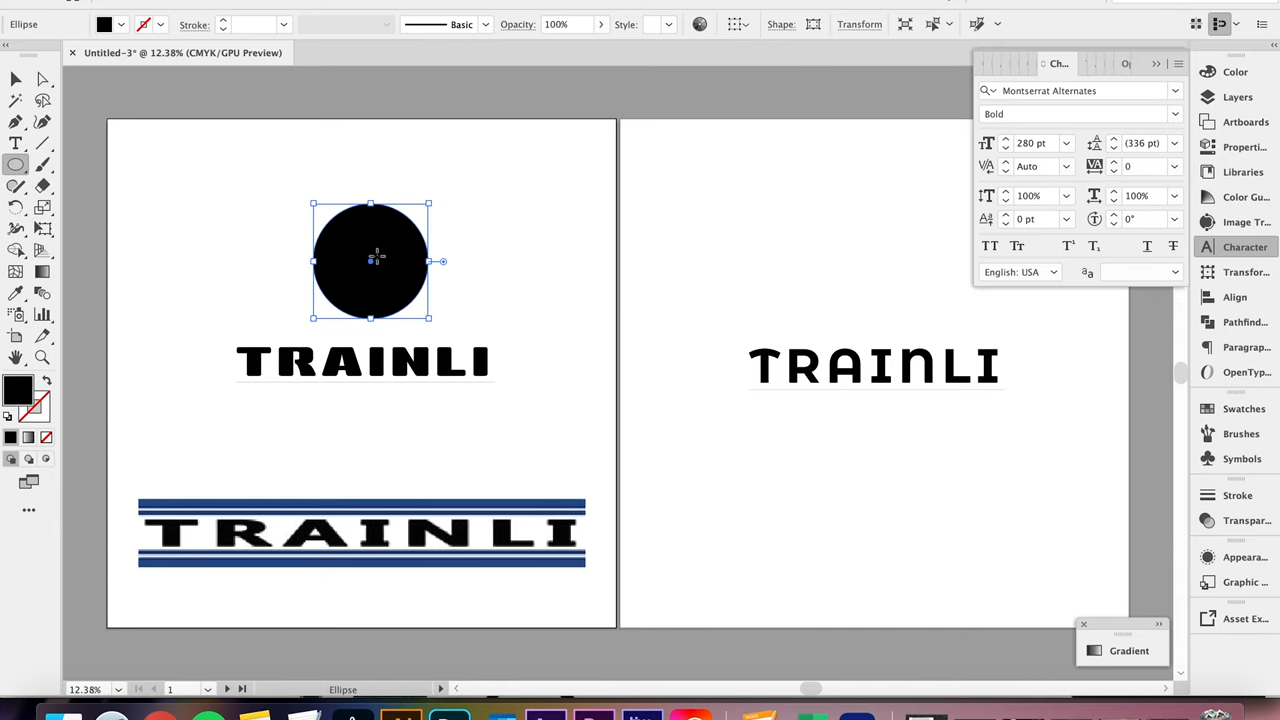 Ellipse Stroke: Basic Opacity: 100% Style: Shape: Transform
Untitled-3* @ 12.38% (CMYK/GPU Preview)
Ch...
Montserrat Alternates
Bold
280 pt (336 pt)
Auto 0
100% 100%
0 pt 0°
English: USA
Color
Layers
Artboards
Properti...
Libraries
Color Gu...
Image Tr...
Character
Transfor...
Align
Pathfind...
Paragrap...
OpenTyp...
Swatches
Brushes
Symbols
Stroke
Transpar...
Appeara...
Graphic ...
Asset Ex...
TRAINLI
TRAINLI
TRAINLI
Gradient
12.38% 1 Ellipse